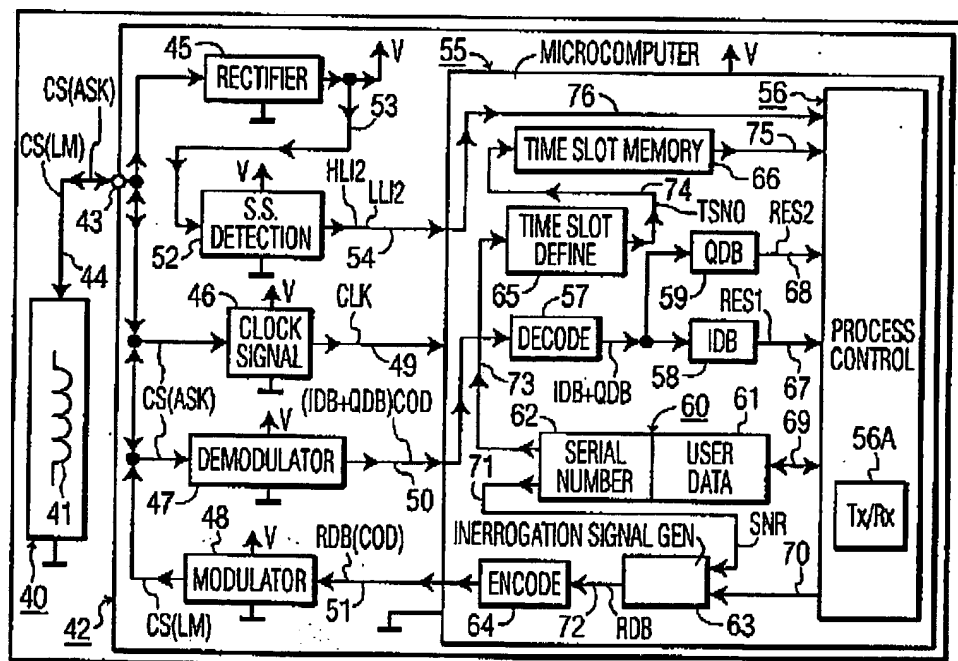 45
RECTIFIER
V
55
MICROCOMPUTER
V
CS(ASK)
CS(LM)
53
76
56
75
TIME SLOT MEMORY
66
43
V
HLI2
LLI2
74
TSNO
S.S.
DETECTION
52
54
TIME SLOT
DEFINE
65
RES2
QDB
59
68
44
46
V
CLK
CLOCK
SIGNAL
49
57
DECODE
RES1
IDB
58
67
PROCESS
CONTROL
73
IDB+QDB
CS(ASK)
V
(IDB+QDB)COD
62
60
61
69
DEMODULATOR
47
50
71
SERIAL
NUMBER
USER
DATA
56A
Tx/Rx
41
48
V
RDB(COD)
INERROGATION SIGNAL GEN
SNR
70
MODULATOR
51
ENCODE
64
72
RDB
63
40
42
CS(LM)